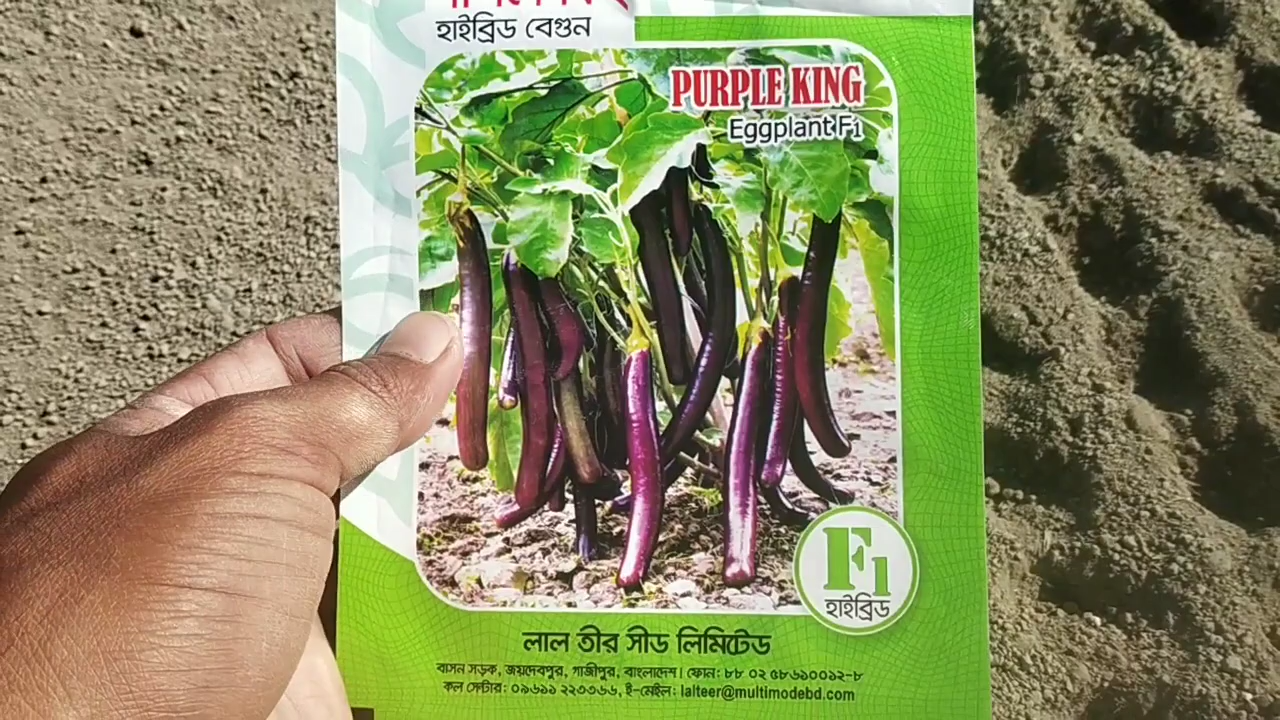 হাইব্রিড বেগুন
PURPLE KING
Eggplant F1
F1
হাইব্রিড
লাল তীর সীড লিমিটেড
বাসন সড়ক, জয়দেবপুর, গাজীপুর, বাংলাদেশ। ফোন: ৮৮ ০২ ৫৮৬১০০১২-৮
কল সেন্টার: ০৯৬১১ ২২৩৩৬৬, ই-মেইল: lalteer@multimodebd.com